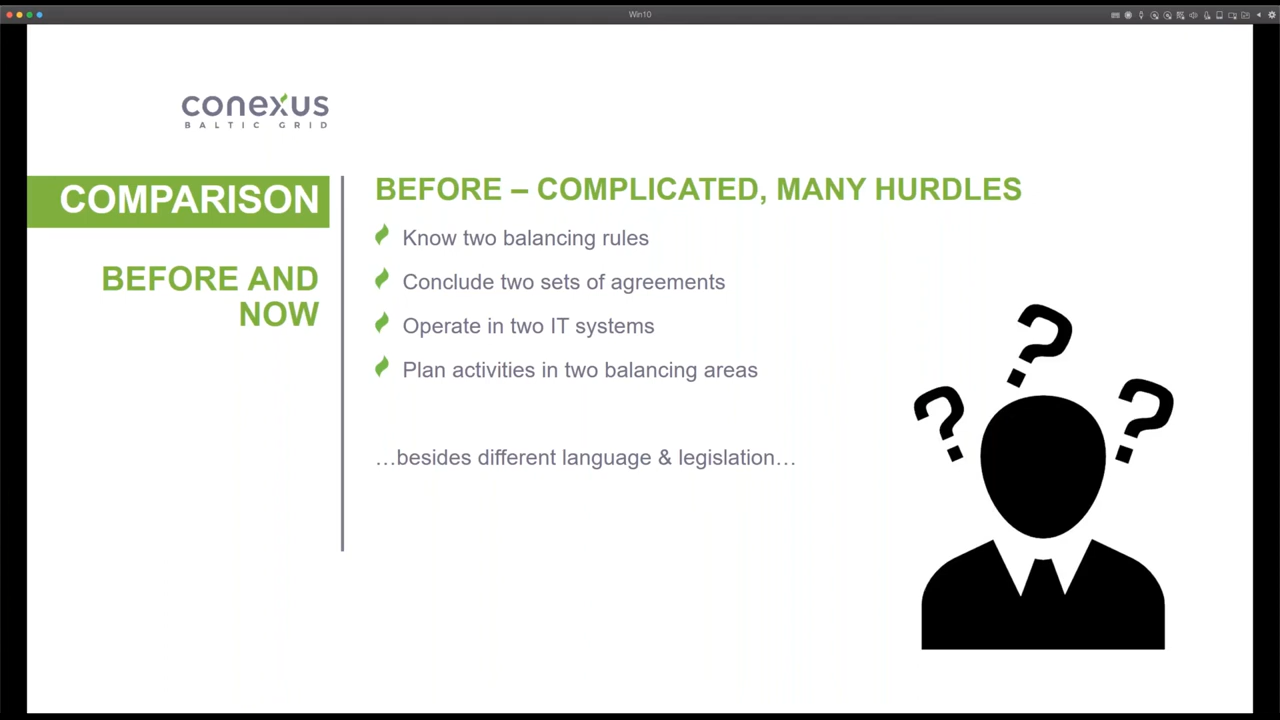 Win10
conexus
BALTIC GRID
COMPARISON
BEFORE AND
NOW
BEFORE – COMPLICATED, MANY HURDLES
Know two balancing rules
Conclude two sets of agreements
Operate in two IT systems
Plan activities in two balancing areas
…besides different language & legislation…
? ? ?